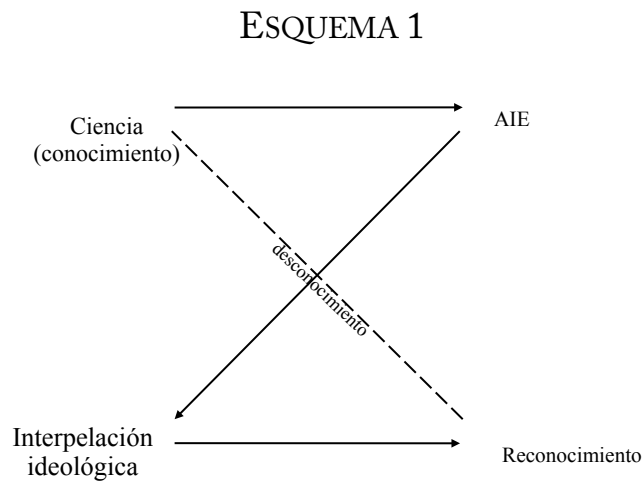 ESQUEMA 1
Ciencia
(conocimiento)
AIE
desconocimiento
Interpelación
ideológica
Reconocimiento